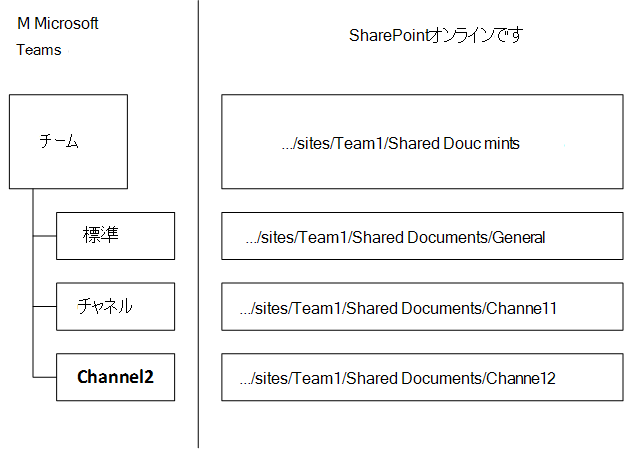 M Microsoft
Teams
SharePointオンラインです
チーム
.../sites/Team1/Shared Douc mints
標準
.../sites/Team1/Shared Documents/General
チャネル
.../sites/Team1/Shared Documents/Channe11
Channel2
.../sites/Team1/Shared Documents/Channe12